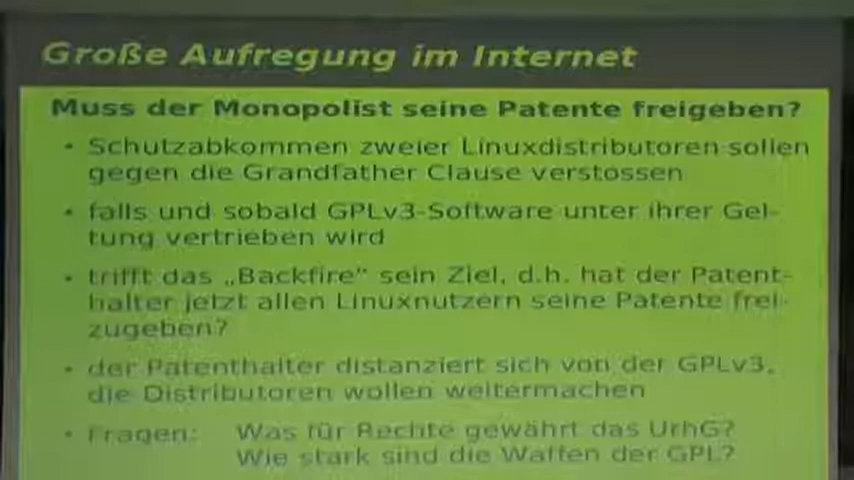 Große Aufregung im Internet
Muss der Monopolist seine Patente freigeben?
• Schutzabkommen zweier Linuxdistributoren sollen
gegen die Grandfather Clause verstossen
• falls und sobald GPLv3-Software unter ihrer Gel-
tung vertrieben wird
• trifft das „Backfire“ sein Ziel, d.h. hat der Patent-
halter jetzt allen Linuxnutzern seine Patente frei-
zugeben?
• der Patenthalter distanziert sich von der GPLv3,
die Distributoren wollen weitermachen
• Fragen: Was für Rechte gewährt das UrhG?
Wie stark sind die Waffen der GPL?